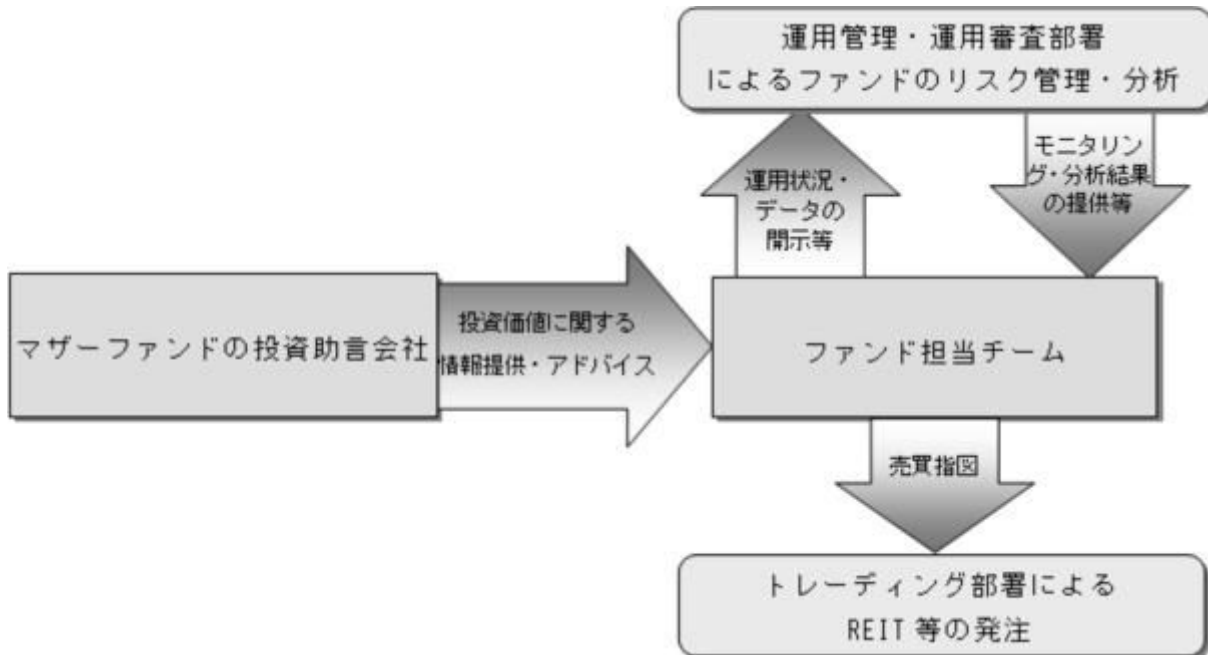 運用管理・運用審査部署
によるファンドのリスク管理・分析
運用状況・
データの
開示等
モニタリン
グ・分析結果
の提供等
マザーファンドの投資助言会社
投資価値に関する
情報提供・アドバイス
ファンド担当チーム
売買指図
トレーディング部署による
REIT等の発注